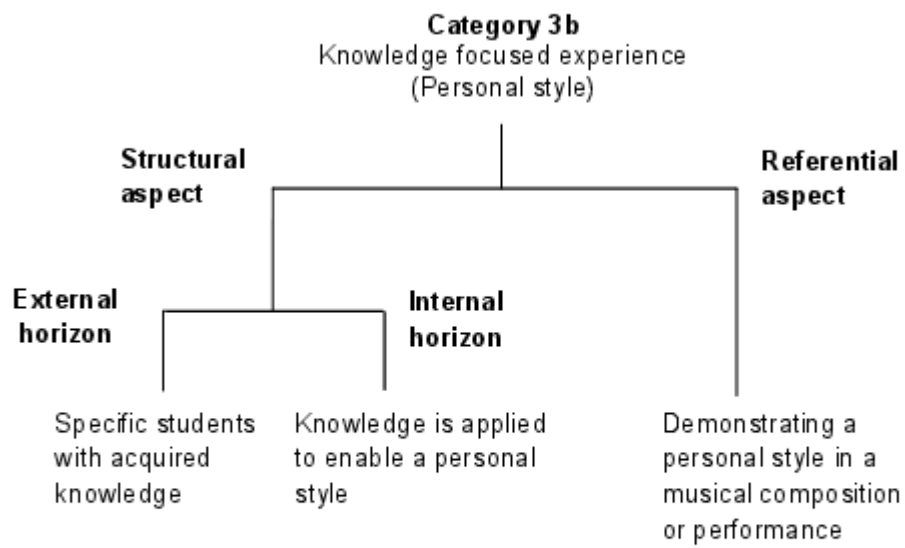 Category 3b
Knowledge focused experience
(Personal style)
Structural
aspect
Referential
aspect
External
horizon
Internal
horizon
Specific students
with acquired
knowledge
Knowledge is applied
to enable a personal
style
Demonstrating a
personal style in a
musical composition
or performance